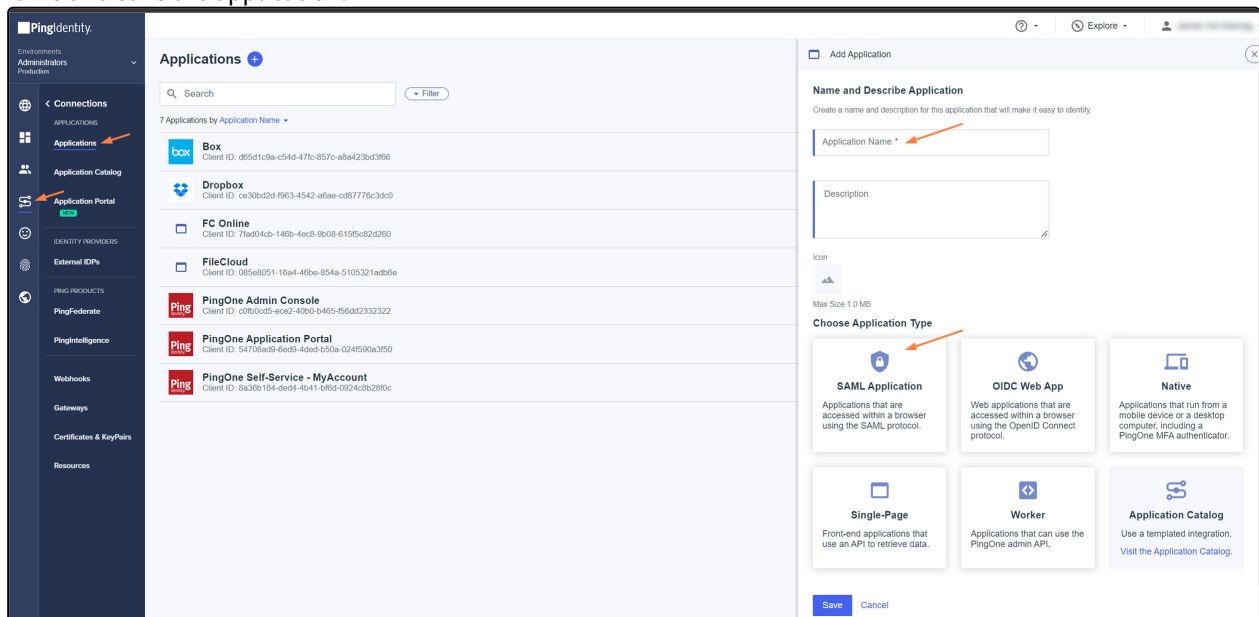 PingIdentity.
Explore
Environments
Administrators
Production
Connections
APPLICATIONS
Applications
Application Catalog
Application Portal
NEW
IDENTITY PROVIDERS
External IDPs
PING PRODUCTS
PingFederate
PingIntelligence
Webhooks
Gateways
Certificates & KeyPairs
Resources
Applications
Search
Filter
7 Applications by Application Name
box
Box
Client ID: d65d1c9a-c54d-47fc-857c-a8a423bd3f66
Dropbox
Client ID: ce30bd2d-f963-4542-a6ae-cd87776c3dc0
FC Online
Client ID: 7fad04cb-146b-4ec8-9b08-615f5c82d260
FileCloud
Client ID: 085e8051-16a4-46be-854a-5105321adb6e
Ping
PingOne Admin Console
Client ID: c0fb0cd5-ece2-40b0-b465-f56dd2332322
Ping
PingOne Application Portal
Client ID: 54708ad9-6ed9-4ded-b50a-024f590a3f50
Ping
PingOne Self-Service - MyAccount
Client ID: 8a36b184-ded4-4b41-bf6d-0924c8b28f0c
Add Application
Name and Describe Application
Create a name and description for this application that will make it easy to identify.
Application Name *
Description
Icon
Max Size 1.0 MB
Choose Application Type
SAML Application
Applications that are
accessed within a browser
using the SAML protocol.
OIDC Web App
Web applications that are
accessed within a browser
using the OpenID Connect
protocol.
Native
Applications that run from a
mobile device or a desktop
computer, including a
PingOne MFA authenticator.
Single-Page
Front-end applications that
use an API to retrieve data.
Worker
Applications that can use the
PingOne admin API.
Application Catalog
Use a templated integration.
Visit the Application Catalog.
Save
Cancel